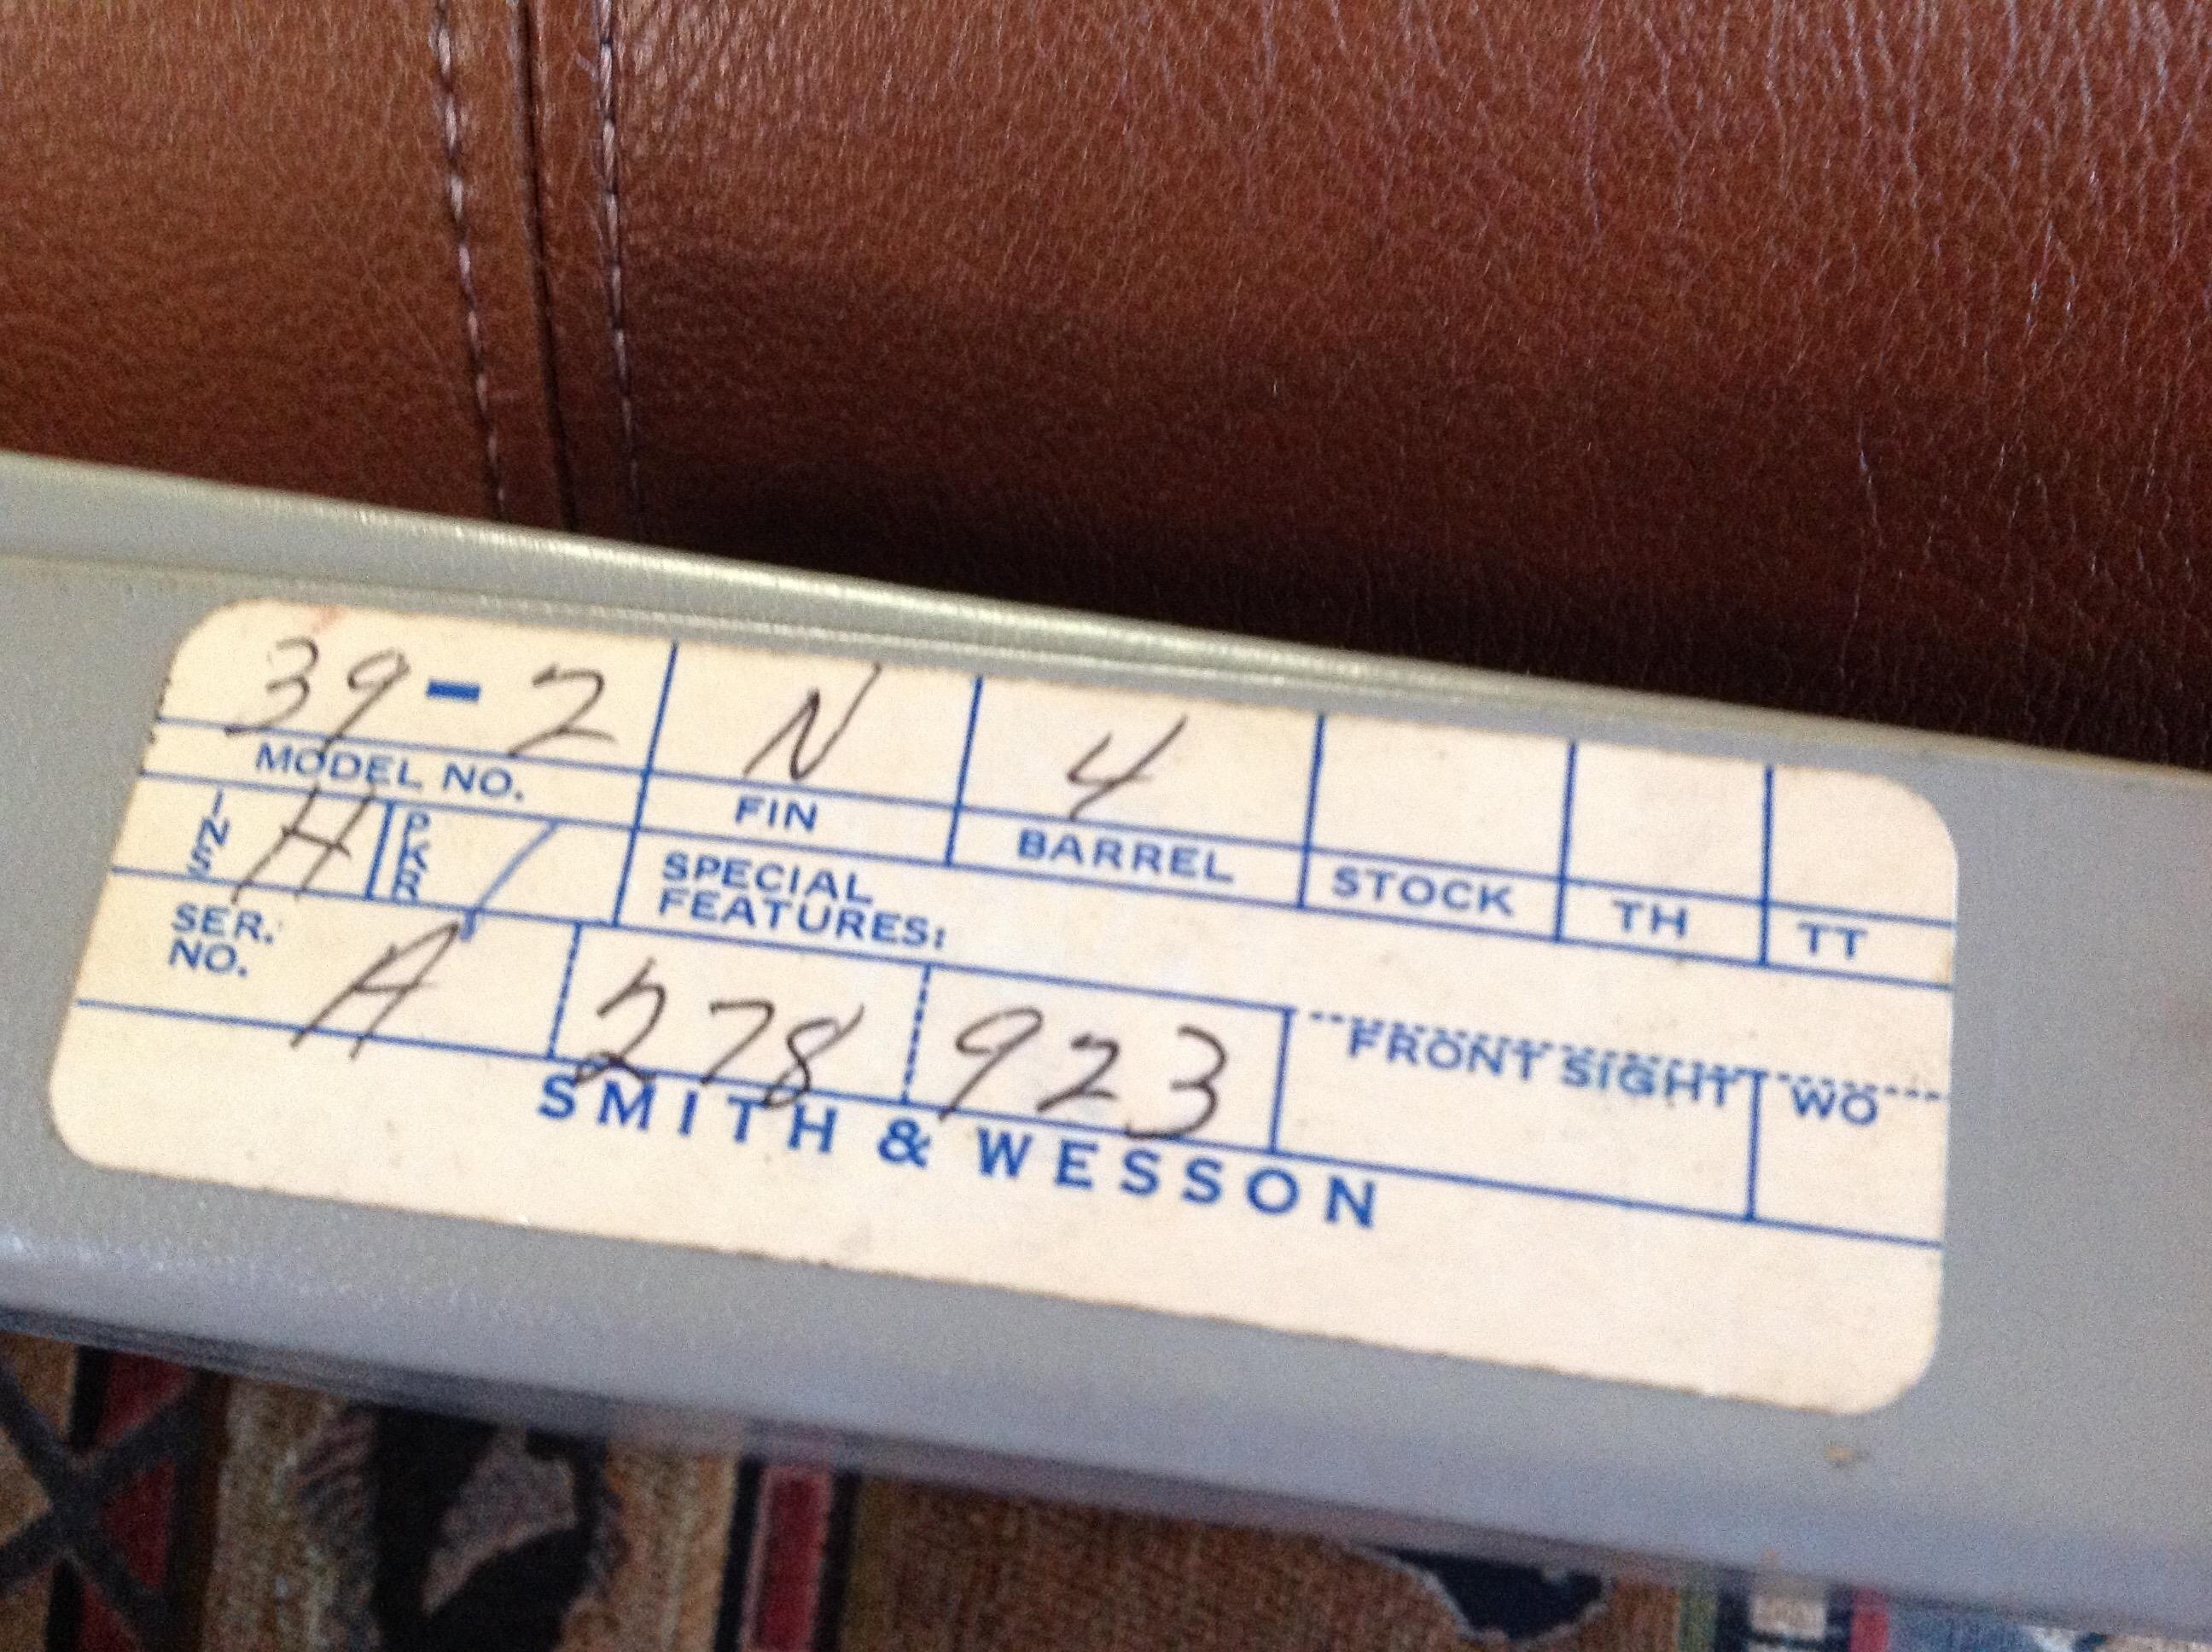 39-2 N 4
MODEL NO. FIN BARREL STOCK TH TT
INS H PKR / SPECIAL FEATURES:
SER. NO. A 278 923 FRONT SIGHT WO
SMITH & WESSON